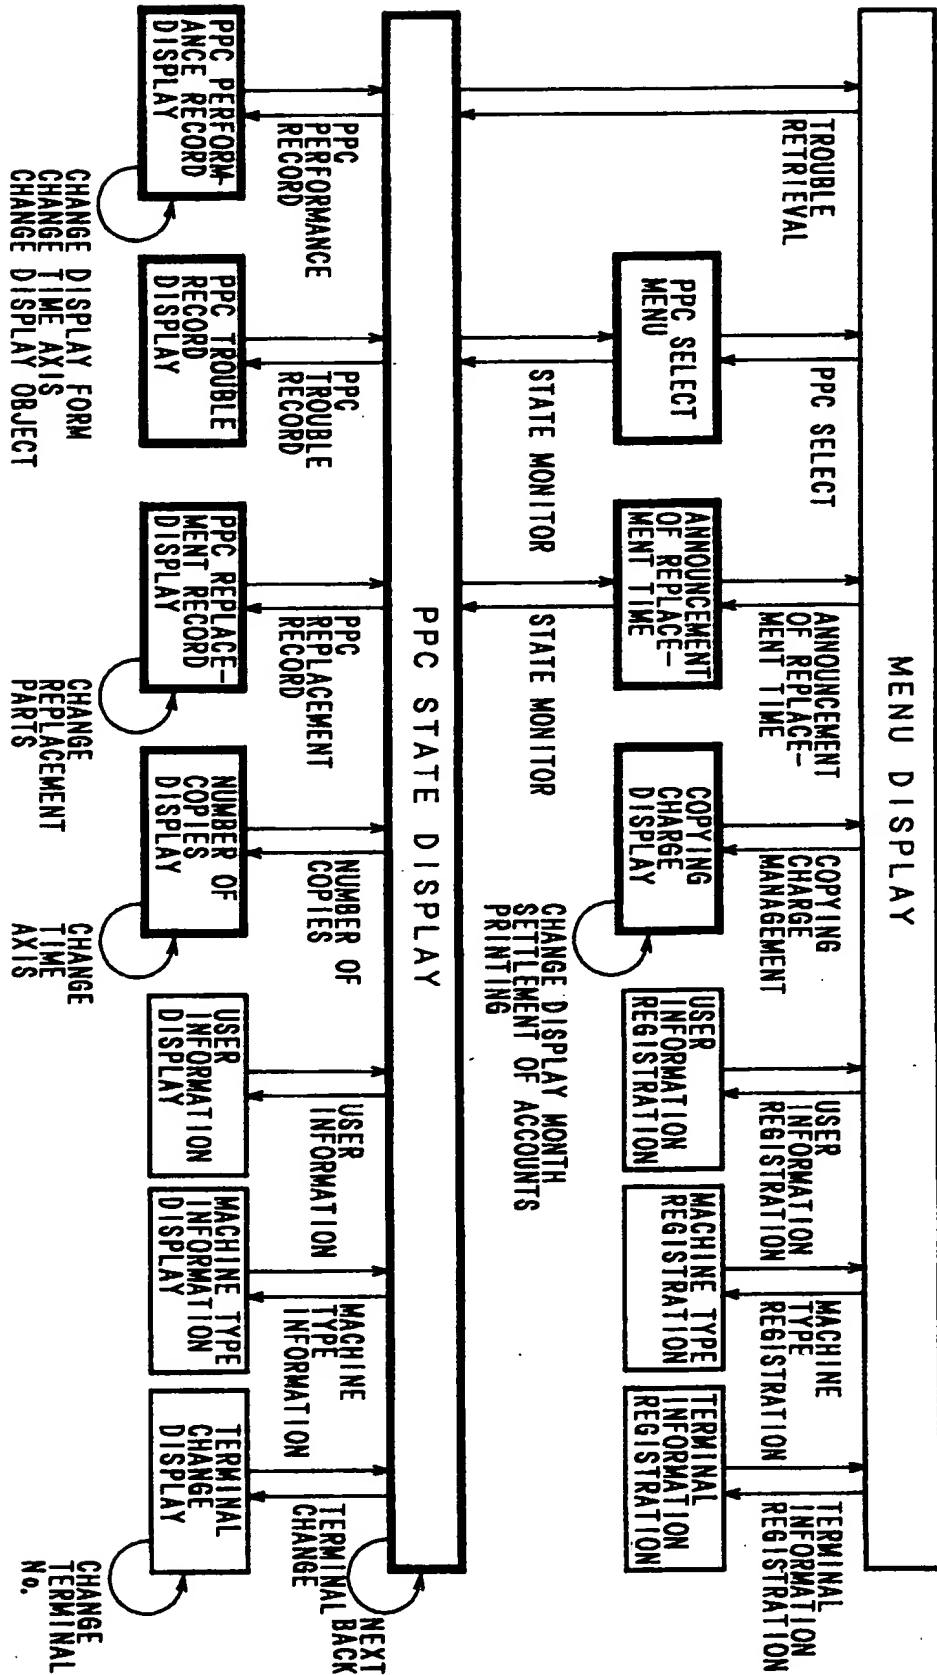 MENU DISPLAY
TROUBLE
RETRIEVAL
PPC SELECT
ANNOUNCEMENT
OF REPLACE-
MENT TIME
COPYING
CHARGE
MANAGEMENT
USER
INFORMATION
REGISTRATION
MACHINE
TYPE
REGISTRATION
TERMINAL
INFORMATION
REGISTRATION
PPC SELECT
MENU
ANNOUNCEMENT
OF REPLACE-
MENT TIME
COPYING
CHARGE
DISPLAY
USER
INFORMATION
REGISTRATION
MACHINE TYPE
REGISTRATION
TERMINAL
INFORMATION
REGISTRATION
STATE MONITOR
STATE MONITOR
CHANGE DISPLAY MONTH
SETTLEMENT OF ACCOUNTS
PRINTING
PPC STATE DISPLAY
NEXT
BACK
PPC
PERFORMANCE
RECORD
PPC
TROUBLE
RECORD
PPC
REPLACEMENT
RECORD
NUMBER OF
COPIES
USER
INFORMATION
MACHINE
TYPE
INFORMATION
TERMINAL
CHANGE
PPC PERFORM-
ANCE RECORD
DISPLAY
PPC TROUBLE
RECORD
DISPLAY
PPC REPLACE-
MENT RECORD
DISPLAY
NUMBER OF
COPIES
DISPLAY
USER
INFORMATION
DISPLAY
MACHINE TYPE
INFORMATION
DISPLAY
TERMINAL
CHANGE
DISPLAY
CHANGE DISPLAY FORM
CHANGE TIME AXIS
CHANGE DISPLAY OBJECT
CHANGE
REPLACEMENT
PARTS
CHANGE
TIME
AXIS
CHANGE
TERMINAL
No.